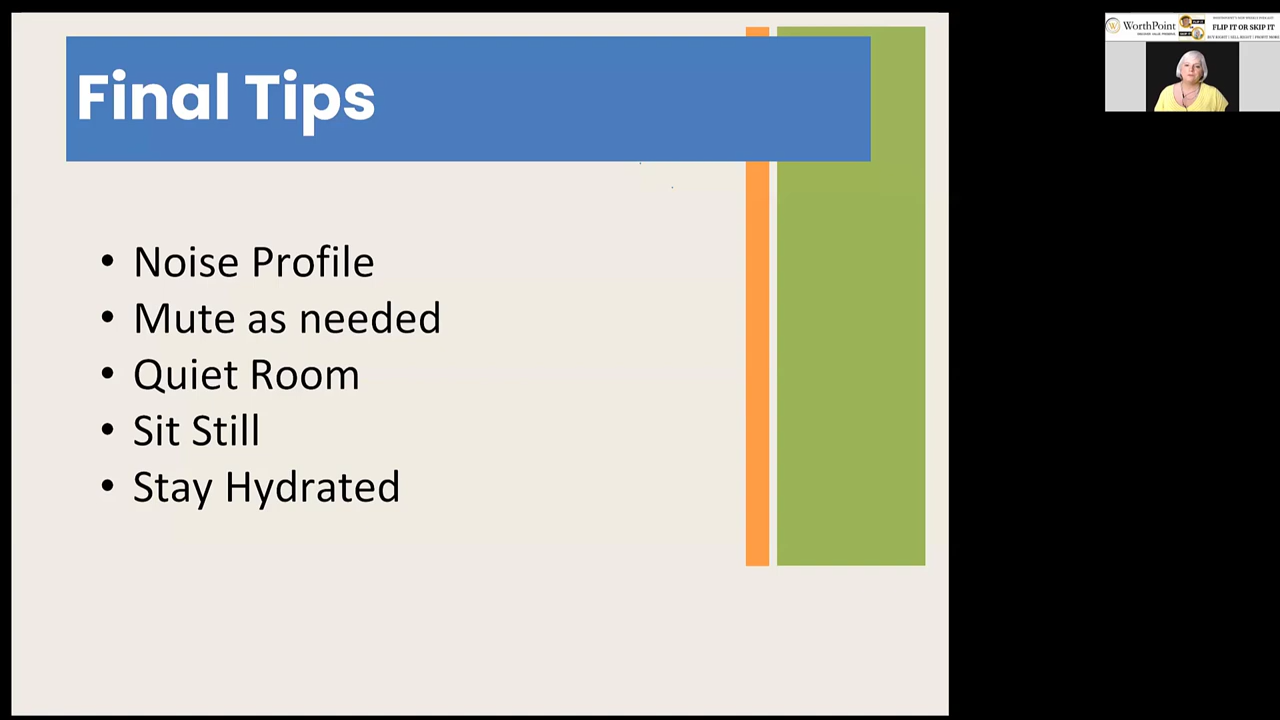 Final Tips
• Noise Profile
• Mute as needed
• Quiet Room
• Sit Still
• Stay Hydrated
WorthPoint
FLIP IT OR SKIP IT